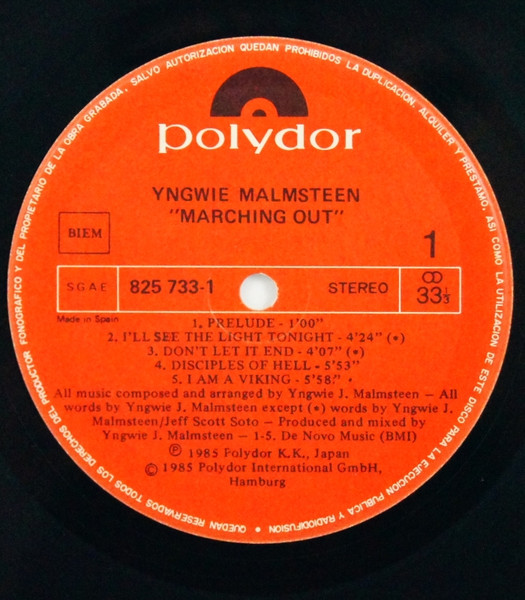 QUEDAN RESERVADOS TODOS LOS DERECHOS DEL PRODUCTOR FONOGRAFICO Y DEL PROPIETARIO DE LA OBRA GRABADA. SALVO AUTORIZACION QUEDAN PROHIBIDOS LA DUPLICACION, ALQUILER Y PRESTAMO, ASI COMO LA UTILIZACION DE ESTE DISCO PARA LA EJECUCION PUBLICA Y RADIODIFUSION •
polydor
YNGWIE MALMSTEEN
"MARCHING OUT"
BIEM
1
S.G.A.E. 825 733-1 STEREO 33⅓
Made in Spain
1. PRELUDE - 1'00"
2. I'LL SEE THE LIGHT TONIGHT - 4'24" (*)
3. DON'T LET IT END - 4'07" (*)
4. DISCIPLES OF HELL - 5'53"
5. I AM A VIKING - 5'58"
All music composed and arranged by Yngwie J. Malmsteen – All
words by Yngwie J. Malmsteen except (*) words by Yngwie J.
Malmsteen/Jeff Scott Soto – Produced and mixed by
Yngwie J. Malmsteen – 1-5. De Novo Music (BMI)
℗ 1985 Polydor K.K., Japan
© 1985 Polydor International GmbH,
Hamburg